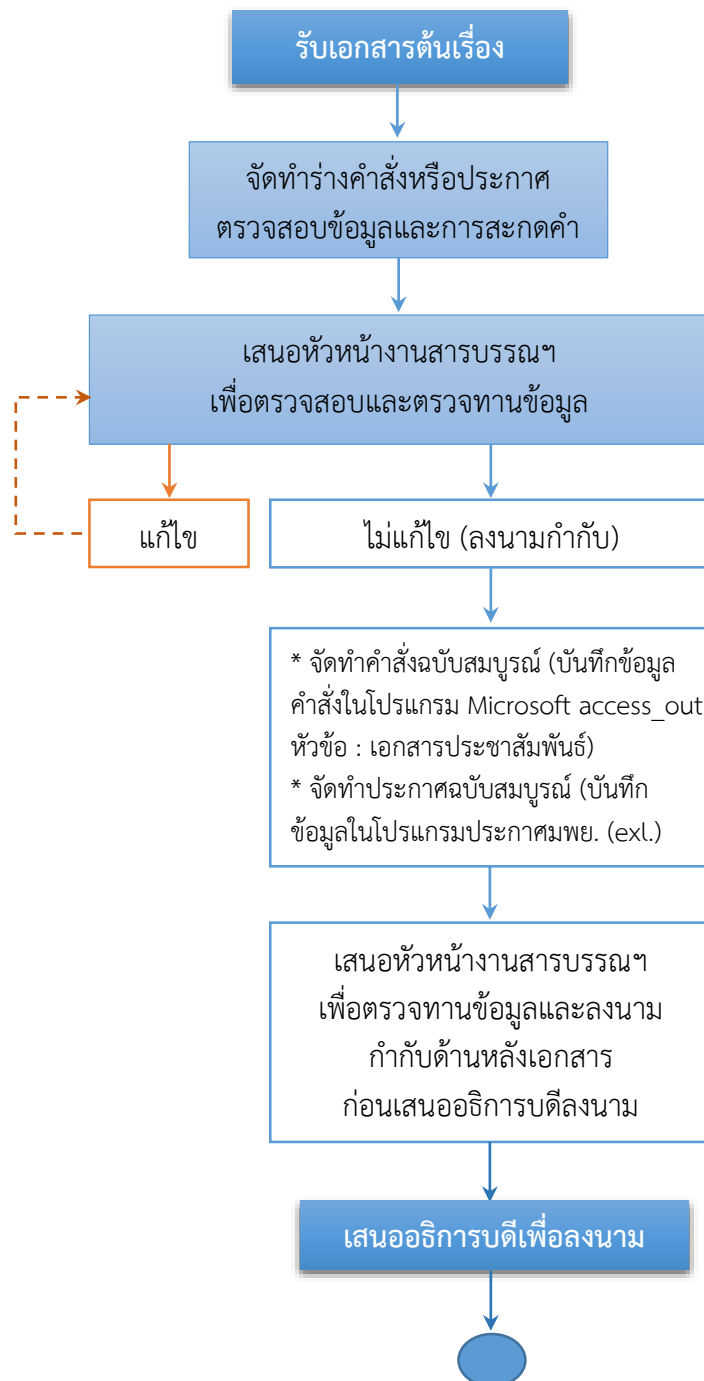 รับเอกสารต้นเรื่อง
จัดทำร่างคำสั่งหรือประกาศ
ตรวจสอบข้อมูลและการสะกดคำ
เสนอหัวหน้างานสารบรรณฯ
เพื่อตรวจสอบและตรวจทานข้อมูล
แก้ไข
ไม่แก้ไข (ลงนามกำกับ)
* จัดทำคำสั่งฉบับสมบูรณ์ (บันทึกข้อมูล
คำสั่งในโปรแกรม Microsoft access_out
หัวข้อ : เอกสารประชาสัมพันธ์)
* จัดทำประกาศฉบับสมบูรณ์ (บันทึก
ข้อมูลในโปรแกรมประกาศมพย. (exl.)
เสนอหัวหน้างานสารบรรณฯ
เพื่อตรวจทานข้อมูลและลงนาม
กำกับด้านหลังเอกสาร
ก่อนเสนออธิการบดีลงนาม
เสนออธิการบดีเพื่อลงนาม